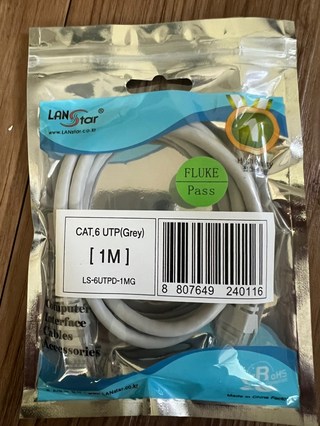 LANStar
www.LANstar.co.kr
FLUKE
Pass
CAT,6 UTP(Grey)
[ 1M ]
LS-6UTPD-1MG
8 807649 240116
Computer
Interface
Cables
Accessories
RoHS
Made in China